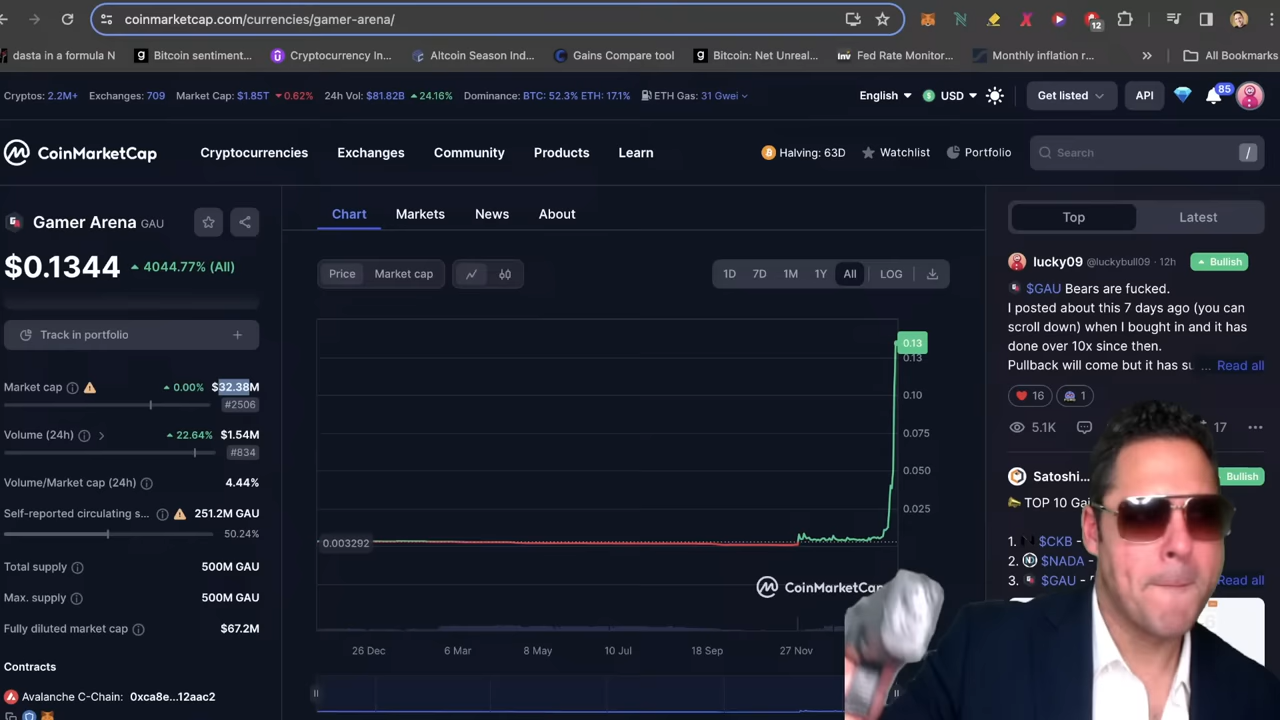 coinmarketcap.com/currencies/gamer-arena/
12
dasta in a formula N
Bitcoin sentiment...
Cryptocurrency In...
Altcoin Season Ind...
Gains Compare tool
Bitcoin: Net Unreal...
Fed Rate Monitor...
Monthly inflation r...
»
All Bookmarks
Cryptos: 2.2M+ Exchanges: 709 Market Cap: $1.85T 0.62% 24h Vol: $81.82B 24.16% Dominance: BTC: 52.3% ETH: 17.1% ETH Gas: 31 Gwei
English USD Get listed API 85
CoinMarketCap Cryptocurrencies Exchanges Community Products Learn Halving: 63D Watchlist Portfolio Search /
Gamer Arena GAU
$0.1344 4044.77% (All)
Track in portfolio +
Market cap 0.00% $32.38M
#2506
Volume (24h) 22.64% $1.54M
#834
Volume/Market cap (24h) 4.44%
Self-reported circulating s... 251.2M GAU
50.24%
Total supply 500M GAU
Max. supply 500M GAU
Fully diluted market cap $67.2M
Contracts
Avalanche C-Chain: 0xca8e...12aac2
Chart Markets News About
Price Market cap 1D 7D 1M 1Y All LOG
0.13
0.13
0.10
0.075
0.050
0.025
0.003292
CoinMarketCap
26 Dec 6 Mar 8 May 10 Jul 18 Sep 27 Nov
Top Latest
lucky09 @luckybull09 · 12h Bullish
$GAU Bears are fucked.
I posted about this 7 days ago (you can
scroll down) when I bought in and it has
done over 10x since then.
Pullback will come but it has su ... Read all
16 1
5.1K 17
Satoshi... Bullish
TOP 10 Gai
1. $CKB -
2. $NADA -
3. $GAU - Read all